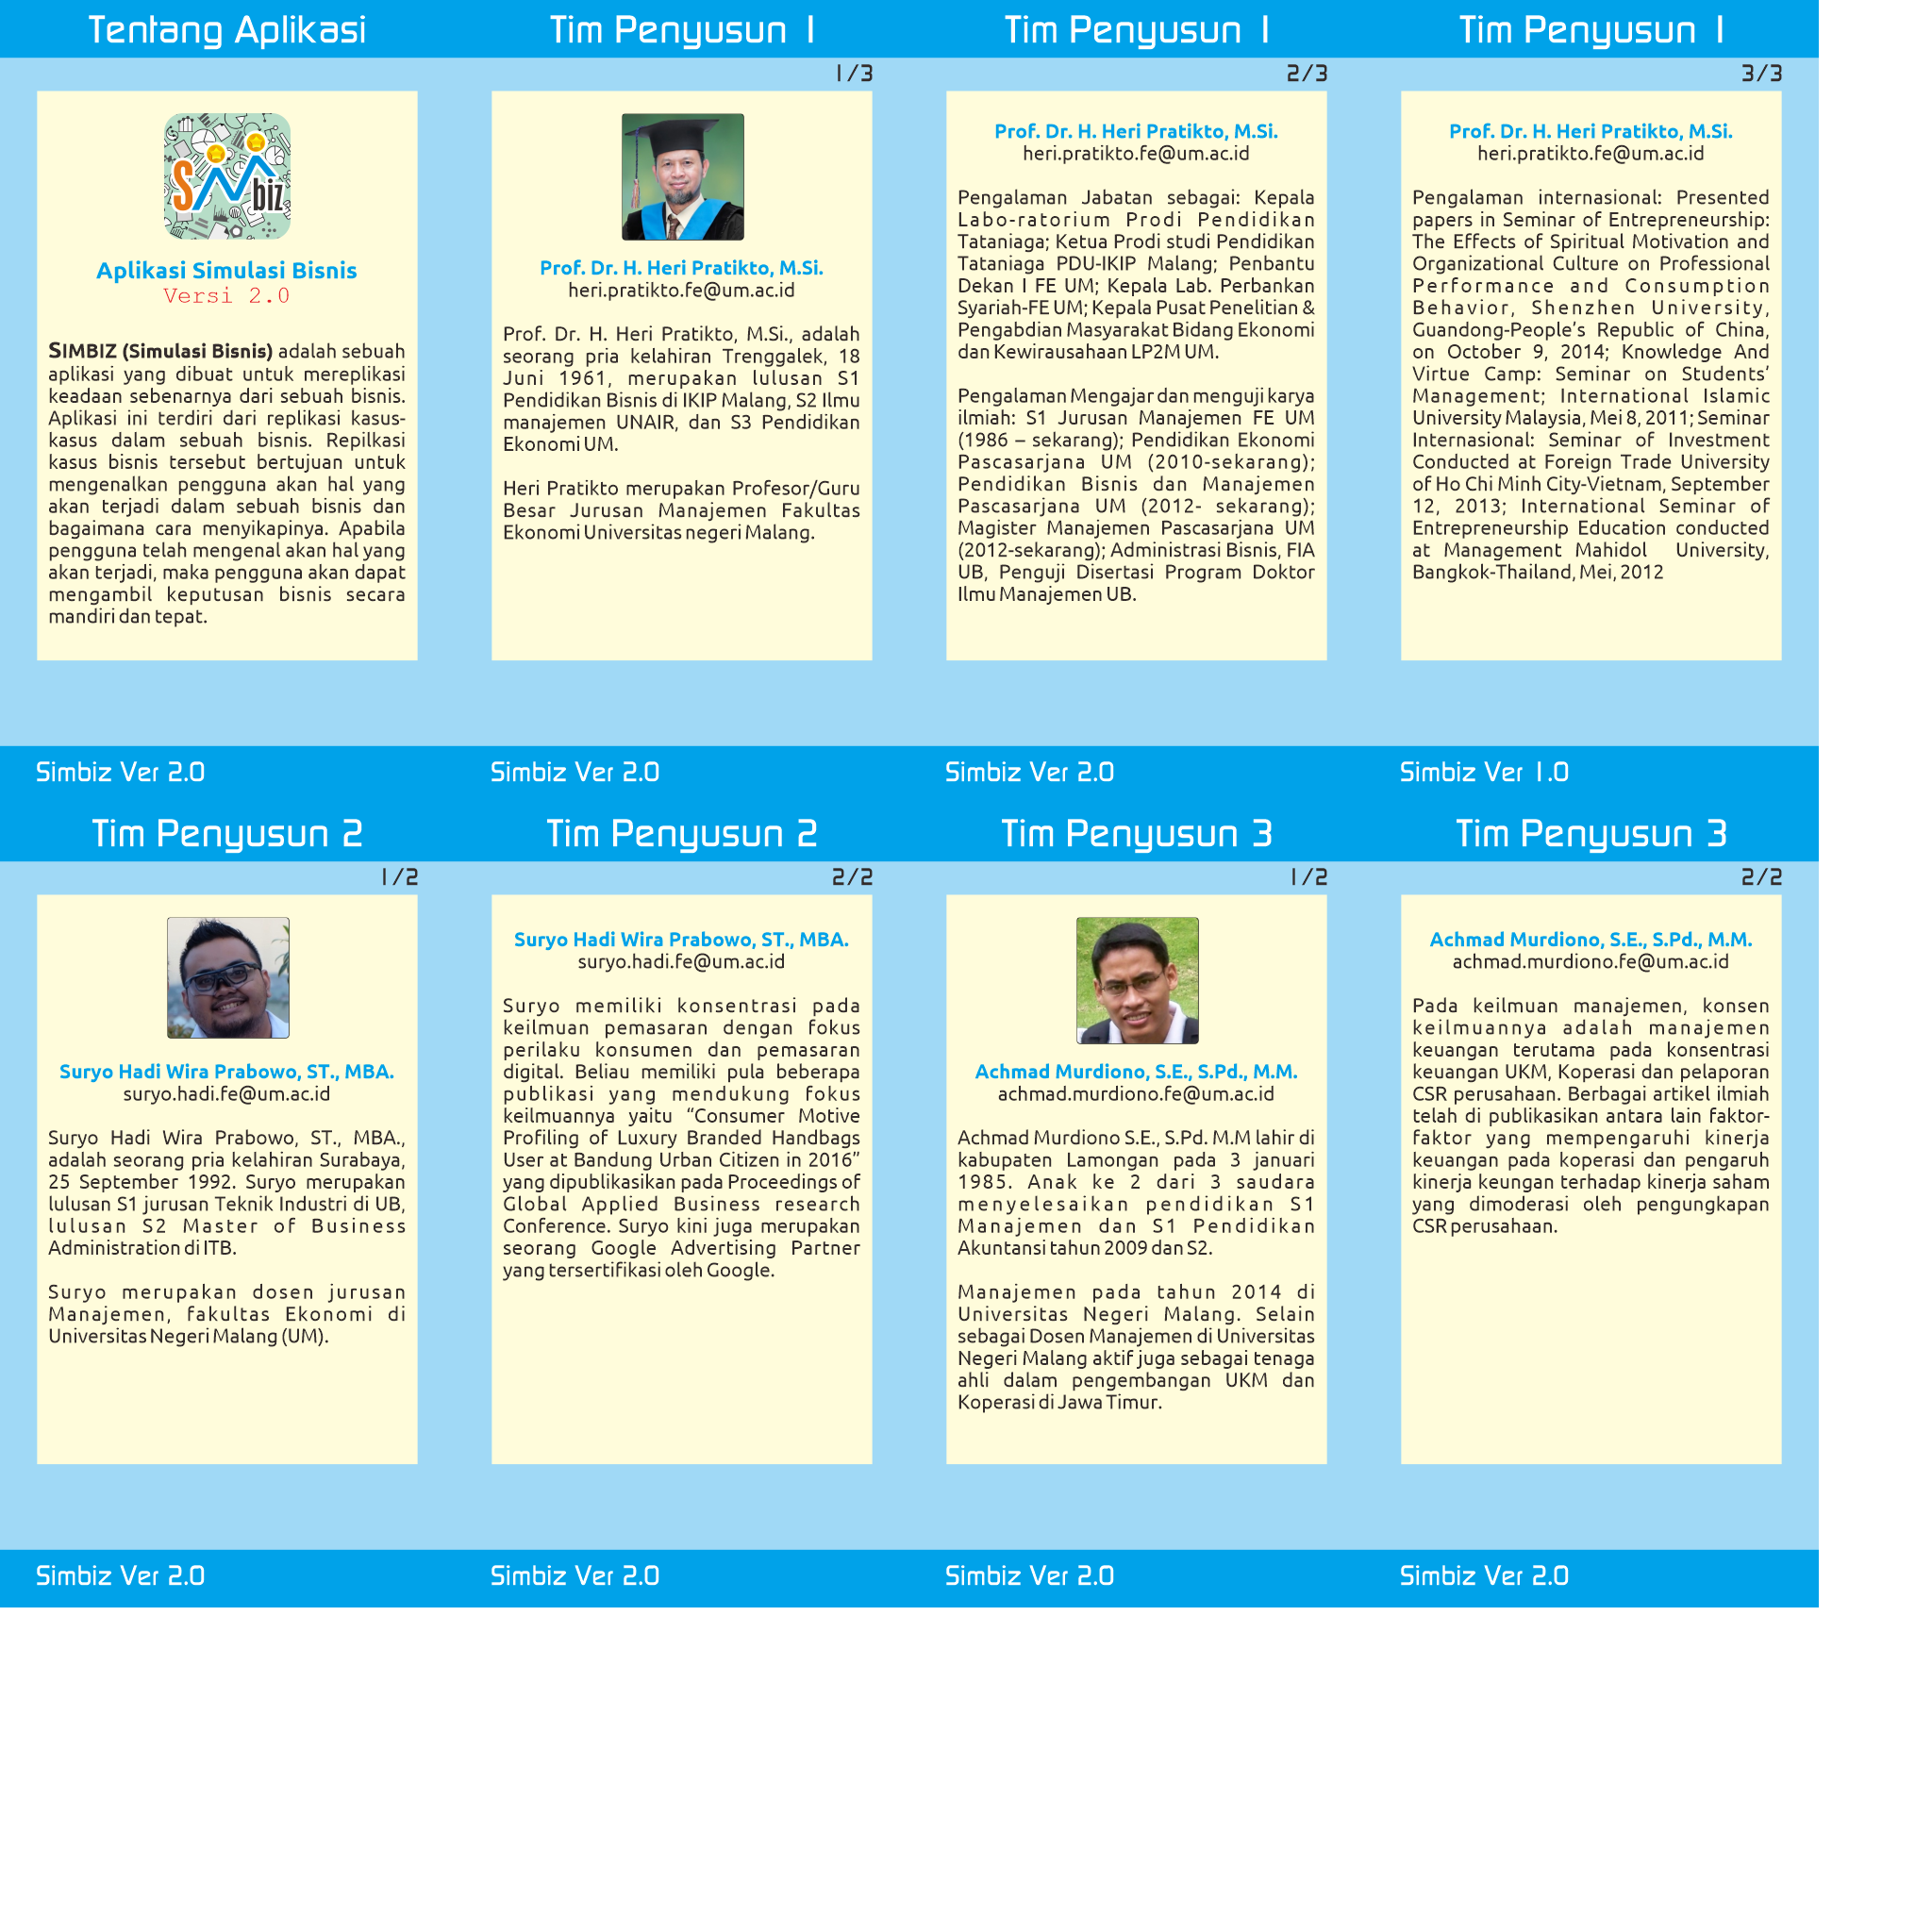 Tentang Aplikasi
S biz
Aplikasi Simulasi Bisnis
Versi 2.0
SIMBIZ (Simulasi Bisnis) adalah sebuah
aplikasi yang dibuat untuk mereplikasi
keadaan sebenarnya dari sebuah bisnis.
Aplikasi ini terdiri dari replikasi kasus-
kasus dalam sebuah bisnis. Repilkasi
kasus bisnis tersebut bertujuan untuk
mengenalkan pengguna akan hal yang
akan terjadi dalam sebuah bisnis dan
bagaimana cara menyikapinya. Apabila
pengguna telah mengenal akan hal yang
akan terjadi, maka pengguna akan dapat
mengambil keputusan bisnis secara
mandiri dan tepat.
Simbiz Ver 2.0
Tim Penyusun 1
1/3
Prof. Dr. H. Heri Pratikto, M.Si.
heri.pratikto.fe@um.ac.id
Prof. Dr. H. Heri Pratikto, M.Si., adalah
seorang pria kelahiran Trenggalek, 18
Juni 1961, merupakan lulusan S1
Pendidikan Bisnis di IKIP Malang, S2 Ilmu
manajemen UNAIR, dan S3 Pendidikan
Ekonomi UM.
Heri Pratikto merupakan Profesor/Guru
Besar Jurusan Manajemen Fakultas
Ekonomi Universitas negeri Malang.
Simbiz Ver 2.0
Tim Penyusun 1
2/3
Prof. Dr. H. Heri Pratikto, M.Si.
heri.pratikto.fe@um.ac.id
Pengalaman Jabatan sebagai: Kepala
Labo-ratorium Prodi Pendidikan
Tataniaga; Ketua Prodi studi Pendidikan
Tataniaga PDU-IKIP Malang; Penbantu
Dekan I FE UM; Kepala Lab. Perbankan
Syariah-FE UM; Kepala Pusat Penelitian &
Pengabdian Masyarakat Bidang Ekonomi
dan Kewirausahaan LP2M UM.
Pengalaman Mengajar dan menguji karya
ilmiah: S1 Jurusan Manajemen FE UM
(1986 – sekarang); Pendidikan Ekonomi
Pascasarjana UM (2010-sekarang);
Pendidikan Bisnis dan Manajemen
Pascasarjana UM (2012- sekarang);
Magister Manajemen Pascasarjana UM
(2012-sekarang); Administrasi Bisnis, FIA
UB, Penguji Disertasi Program Doktor
Ilmu Manajemen UB.
Simbiz Ver 2.0
Tim Penyusun 1
3/3
Prof. Dr. H. Heri Pratikto, M.Si.
heri.pratikto.fe@um.ac.id
Pengalaman internasional: Presented
papers in Seminar of Entrepreneurship:
The Effects of Spiritual Motivation and
Organizational Culture on Professional
Performance and Consumption
Behavior, Shenzhen University,
Guandong-People’s Republic of China,
on October 9, 2014; Knowledge And
Virtue Camp: Seminar on Students’
Management; International Islamic
University Malaysia, Mei 8, 2011; Seminar
Internasional: Seminar of Investment
Conducted at Foreign Trade University
of Ho Chi Minh City-Vietnam, September
12, 2013; International Seminar of
Entrepreneurship Education conducted
at Management Mahidol University,
Bangkok-Thailand, Mei, 2012
Simbiz Ver 1.0
Tim Penyusun 2
1/2
Suryo Hadi Wira Prabowo, ST., MBA.
suryo.hadi.fe@um.ac.id
Suryo Hadi Wira Prabowo, ST., MBA.,
adalah seorang pria kelahiran Surabaya,
25 September 1992. Suryo merupakan
lulusan S1 jurusan Teknik Industri di UB,
lulusan S2 Master of Business
Administration di ITB.
Suryo merupakan dosen jurusan
Manajemen, fakultas Ekonomi di
Universitas Negeri Malang (UM).
Simbiz Ver 2.0
Tim Penyusun 2
2/2
Suryo Hadi Wira Prabowo, ST., MBA.
suryo.hadi.fe@um.ac.id
Suryo memiliki konsentrasi pada
keilmuan pemasaran dengan fokus
perilaku konsumen dan pemasaran
digital. Beliau memiliki pula beberapa
publikasi yang mendukung fokus
keilmuannya yaitu “Consumer Motive
Profiling of Luxury Branded Handbags
User at Bandung Urban Citizen in 2016”
yang dipublikasikan pada Proceedings of
Global Applied Business research
Conference. Suryo kini juga merupakan
seorang Google Advertising Partner
yang tersertifikasi oleh Google.
Simbiz Ver 2.0
Tim Penyusun 3
1/2
Achmad Murdiono, S.E., S.Pd., M.M.
achmad.murdiono.fe@um.ac.id
Achmad Murdiono S.E., S.Pd. M.M lahir di
kabupaten Lamongan pada 3 januari
1985. Anak ke 2 dari 3 saudara
menyelesaikan pendidikan S1
Manajemen dan S1 Pendidikan
Akuntansi tahun 2009 dan S2.
Manajemen pada tahun 2014 di
Universitas Negeri Malang. Selain
sebagai Dosen Manajemen di Universitas
Negeri Malang aktif juga sebagai tenaga
ahli dalam pengembangan UKM dan
Koperasi di Jawa Timur.
Simbiz Ver 2.0
Tim Penyusun 3
2/2
Achmad Murdiono, S.E., S.Pd., M.M.
achmad.murdiono.fe@um.ac.id
Pada keilmuan manajemen, konsen
keilmuannya adalah manajemen
keuangan terutama pada konsentrasi
keuangan UKM, Koperasi dan pelaporan
CSR perusahaan. Berbagai artikel ilmiah
telah di publikasikan antara lain faktor-
faktor yang mempengaruhi kinerja
keuangan pada koperasi dan pengaruh
kinerja keungan terhadap kinerja saham
yang dimoderasi oleh pengungkapan
CSR perusahaan.
Simbiz Ver 2.0